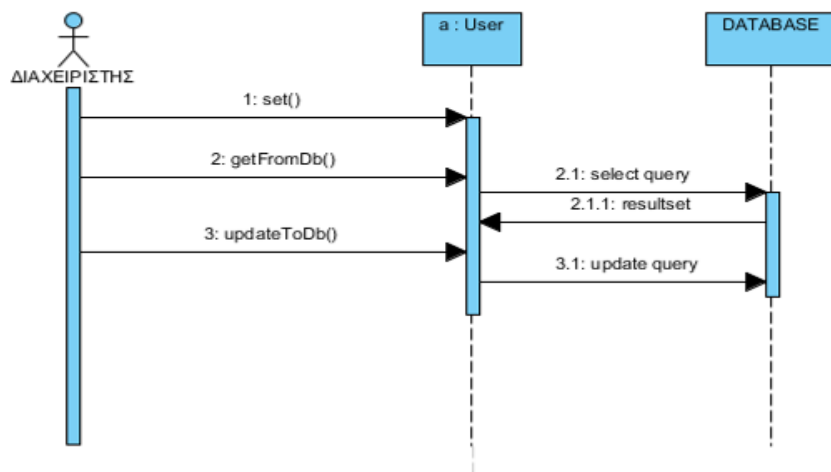 a : User
DATABASE
ΔΙΑΧΕΙΡΙΣΤΗΣ
1: set()
2: getFromDb()
2.1: select query
2.1.1: resultset
3: updateToDb()
3.1: update query